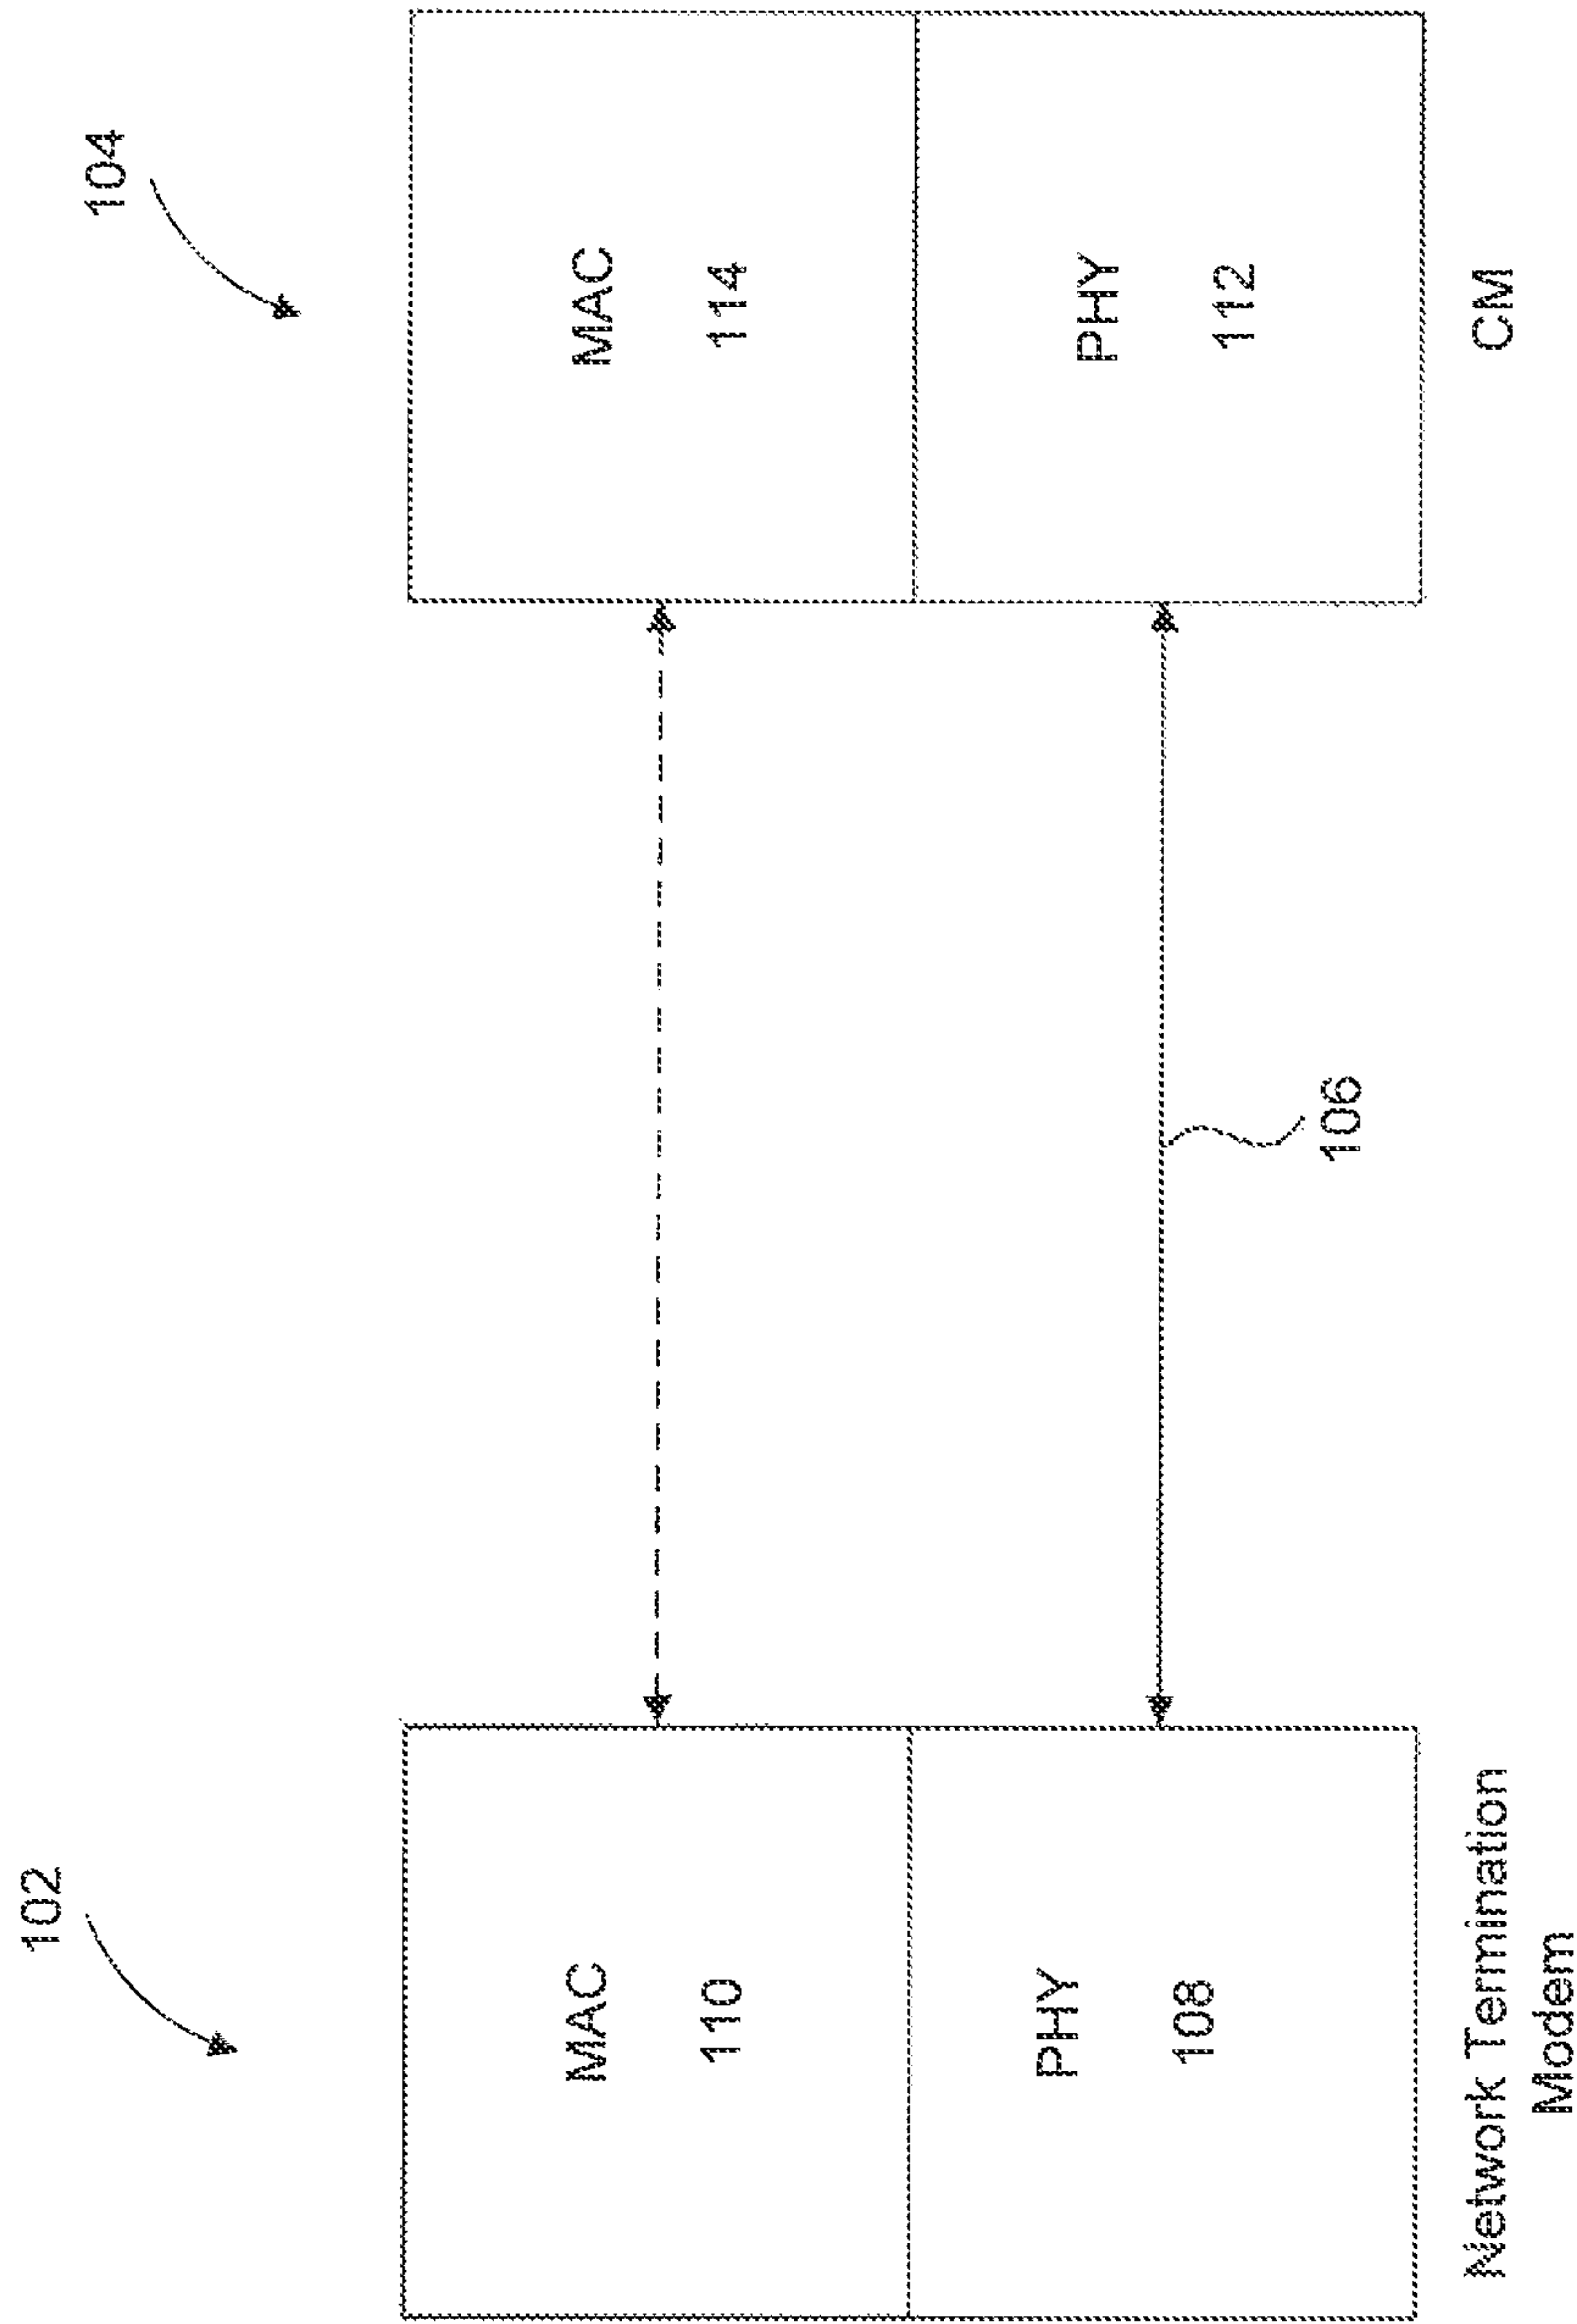 102
104
MAC
110
MAC
114
PHY
108
PHY
112
106
Network Termination
Modem
CM